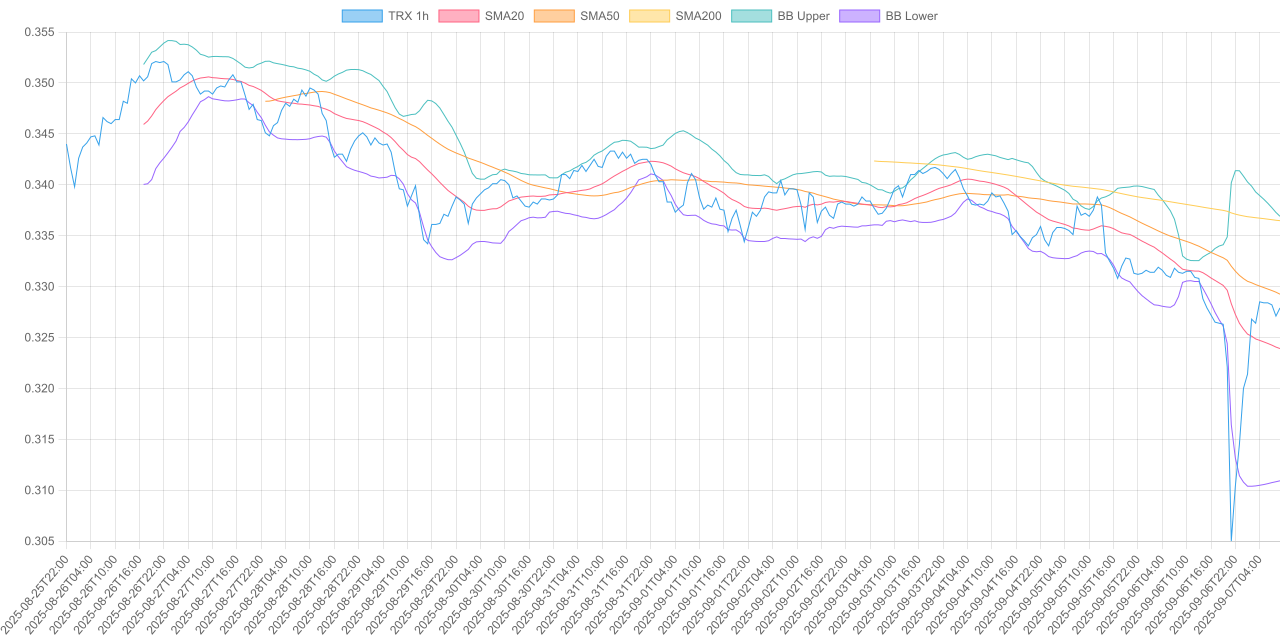 TRX 1h SMA20 SMA50 SMA200 BB Upper BB Lower
0.355
0.350
0.345
0.340
0.335
0.330
0.325
0.320
0.315
0.310
0.305
2025-08-25T22:00
2025-08-26T04:00
2025-08-26T10:00
2025-08-26T16:00
2025-08-26T22:00
2025-08-27T04:00
2025-08-27T10:00
2025-08-27T16:00
2025-08-27T22:00
2025-08-28T04:00
2025-08-28T10:00
2025-08-28T16:00
2025-08-28T22:00
2025-08-29T04:00
2025-08-29T10:00
2025-08-29T16:00
2025-08-29T22:00
2025-08-30T04:00
2025-08-30T10:00
2025-08-30T16:00
2025-08-30T22:00
2025-08-31T04:00
2025-08-31T10:00
2025-08-31T16:00
2025-08-31T22:00
2025-09-01T04:00
2025-09-01T10:00
2025-09-01T16:00
2025-09-01T22:00
2025-09-02T04:00
2025-09-02T10:00
2025-09-02T16:00
2025-09-02T22:00
2025-09-03T04:00
2025-09-03T10:00
2025-09-03T16:00
2025-09-03T22:00
2025-09-04T04:00
2025-09-04T10:00
2025-09-04T16:00
2025-09-04T22:00
2025-09-05T04:00
2025-09-05T10:00
2025-09-05T16:00
2025-09-05T22:00
2025-09-06T04:00
2025-09-06T10:00
2025-09-06T16:00
2025-09-06T22:00
2025-09-07T04:00